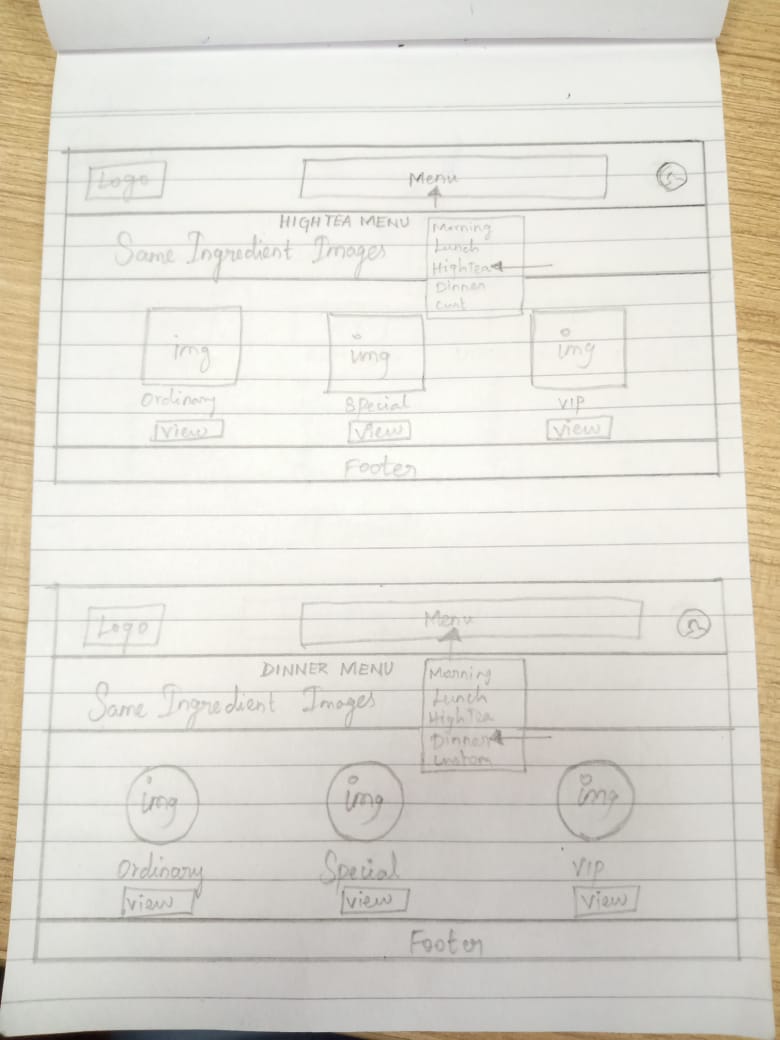 Logo
Menu
HIGHTEA MENU
Same Ingredient Images
Morning
Lunch
HighTea
Dinner
Cust
img
img
img
Ordinary
Special
VIP
View
View
View
Footer
Logo
Menu
DINNER MENU
Same Ingredient Images
Morning
Lunch
HighTea
Dinner
img
img
img
Ordinary
Special
VIP
View
View
View
Footer